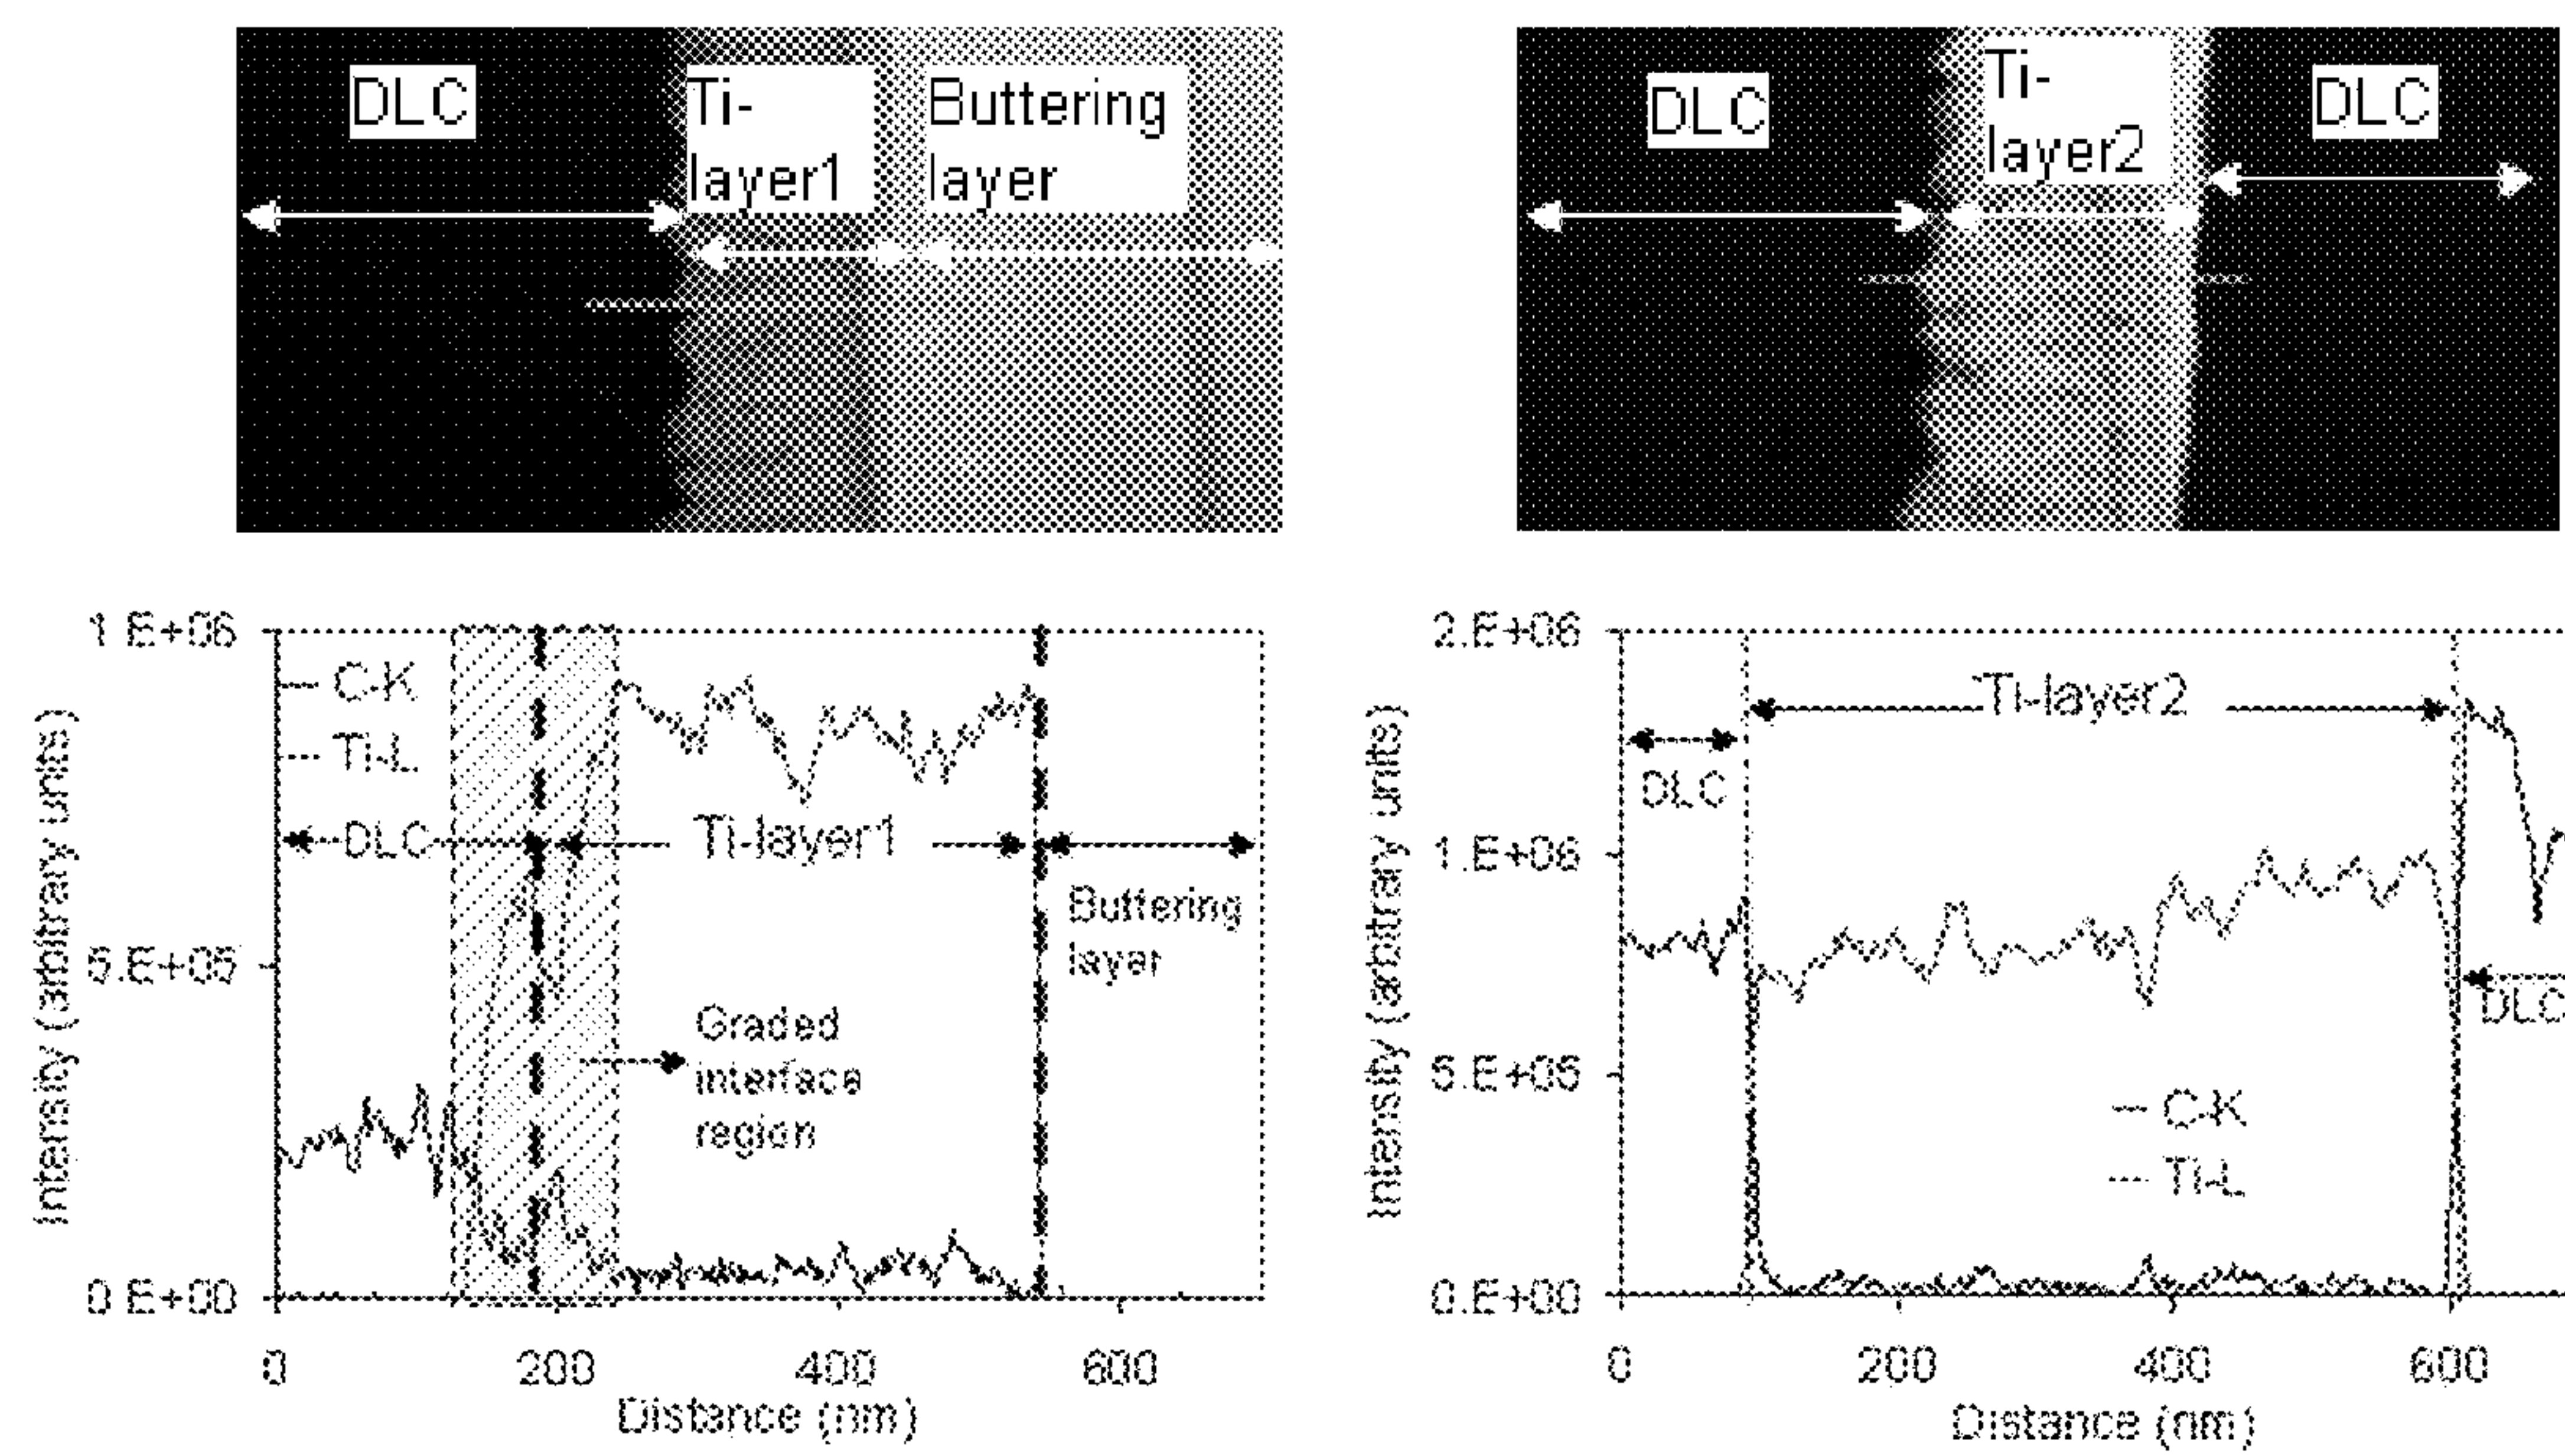 DLC
Ti-
layer1
Buttering
layer
DLC
Ti-
layer2
DLC
1 E+06
5.E+05
0 E+00
Intensity (arbitrary units)
C-K
Ti-L
DLC
Ti-layer1
Buttering
layer
Graded
interface
region
0
200
400
600
Distance (nm)
2.E+06
1.E+06
5.E+05
0.E+00
Intensity (arbitrary units)
Ti-layer2
DLC
DLC
C-K
Ti-L
0
200
400
600
Distance (nm)